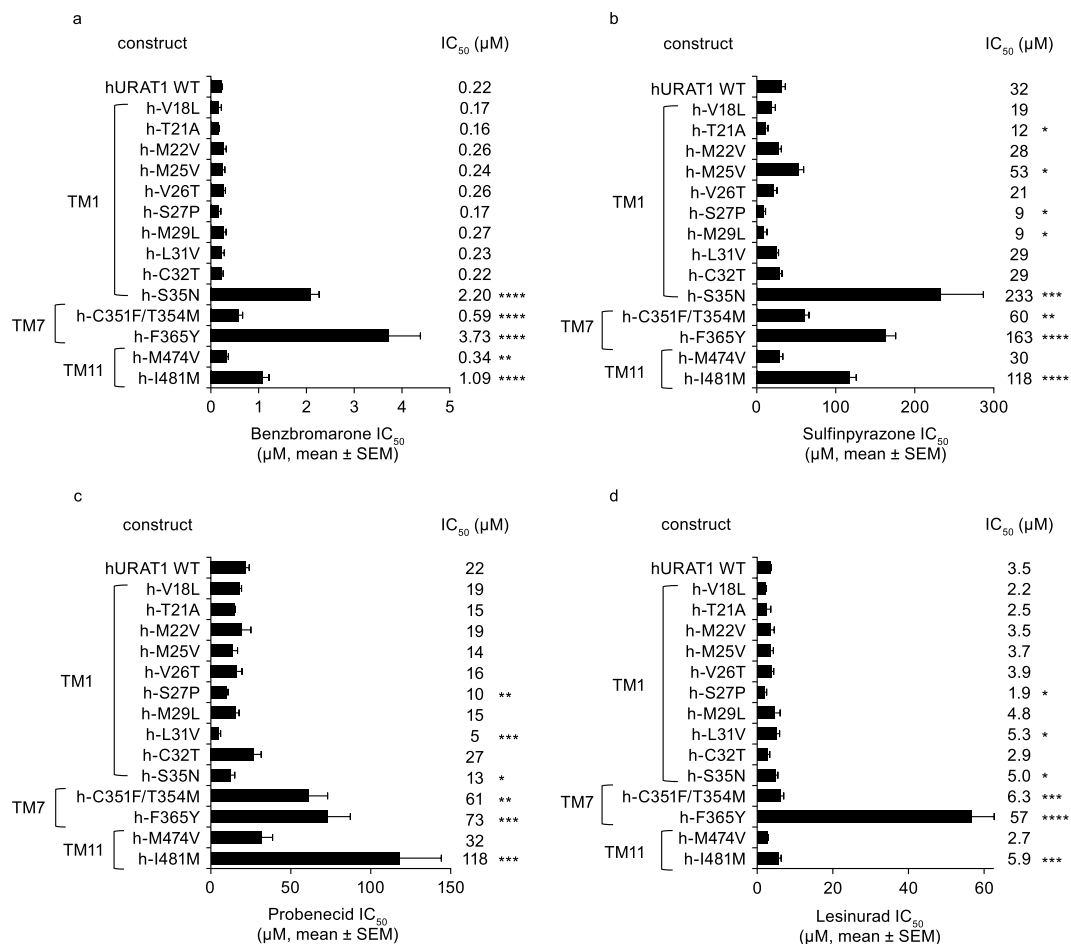 a
construct IC50 (µM)
hURAT1 WT 0.22
h-V18L 0.17
h-T21A 0.16
h-M22V 0.26
h-M25V 0.24
TM1 h-V26T 0.26
h-S27P 0.17
h-M29L 0.27
h-L31V 0.23
h-C32T 0.22
h-S35N 2.20 ****
TM7 h-C351F/T354M 0.59 ****
h-F365Y 3.73 ****
TM11 h-M474V 0.34 **
h-I481M 1.09 ****
0 1 2 3 4 5
Benzbromarone IC50
(µM, mean ± SEM)
b
construct IC50 (µM)
hURAT1 WT 32
h-V18L 19
h-T21A 12 *
h-M22V 28
h-M25V 53 *
TM1 h-V26T 21
h-S27P 9 *
h-M29L 9 *
h-L31V 29
h-C32T 29
h-S35N 233 ***
TM7 h-C351F/T354M 60 **
h-F365Y 163 ****
TM11 h-M474V 30
h-I481M 118 ****
0 100 200 300
Sulfinpyrazone IC50
(µM, mean ± SEM)
c
construct IC50 (µM)
hURAT1 WT 22
h-V18L 19
h-T21A 15
h-M22V 19
h-M25V 14
TM1 h-V26T 16
h-S27P 10 **
h-M29L 15
h-L31V 5 ***
h-C32T 27
h-S35N 13 *
TM7 h-C351F/T354M 61 **
h-F365Y 73 ***
TM11 h-M474V 32
h-I481M 118 ***
0 50 100 150
Probenecid IC50
(µM, mean ± SEM)
d
construct IC50 (µM)
hURAT1 WT 3.5
h-V18L 2.2
h-T21A 2.5
h-M22V 3.5
h-M25V 3.7
TM1 h-V26T 3.9
h-S27P 1.9 *
h-M29L 4.8
h-L31V 5.3 *
h-C32T 2.9
h-S35N 5.0 *
TM7 h-C351F/T354M 6.3 ***
h-F365Y 57 ****
TM11 h-M474V 2.7
h-I481M 5.9 ***
0 20 40 60
Lesinurad IC50
(µM, mean ± SEM)